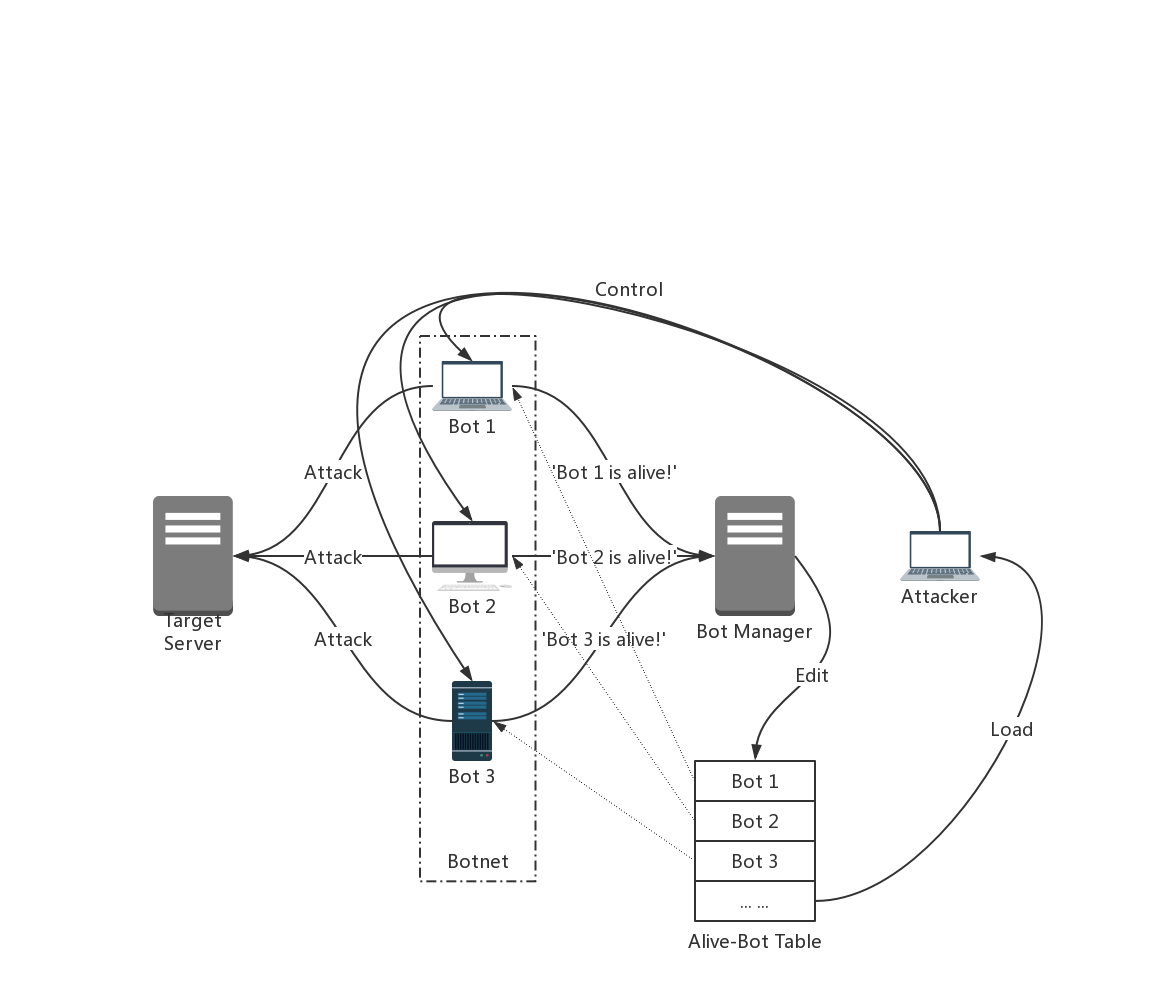 Control
Bot 1
Attack
'Bot 1 is alive!'
Attack
'Bot 2 is alive!'
Attacker
Bot 2
Target
Server
Bot Manager
Attack
'Bot 3 is alive!'
Edit
Load
Bot 3
Bot 1
Bot 2
Botnet
Bot 3
... ...
Alive-Bot Table